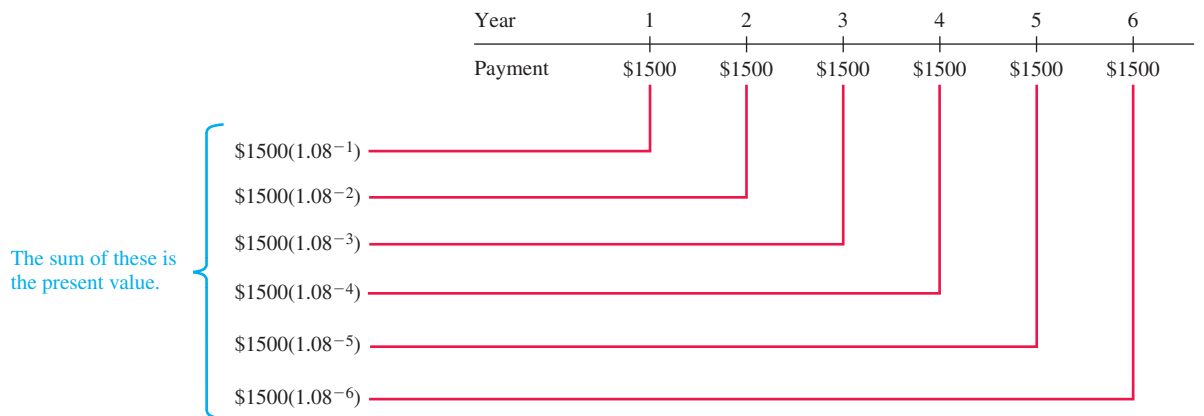 Year 1 2 3 4 5 6
Payment $1500 $1500 $1500 $1500 $1500 $1500
$1500(1.08⁻¹)
$1500(1.08⁻²)
$1500(1.08⁻³)
The sum of these is
the present value.
$1500(1.08⁻⁴)
$1500(1.08⁻⁵)
$1500(1.08⁻⁶)